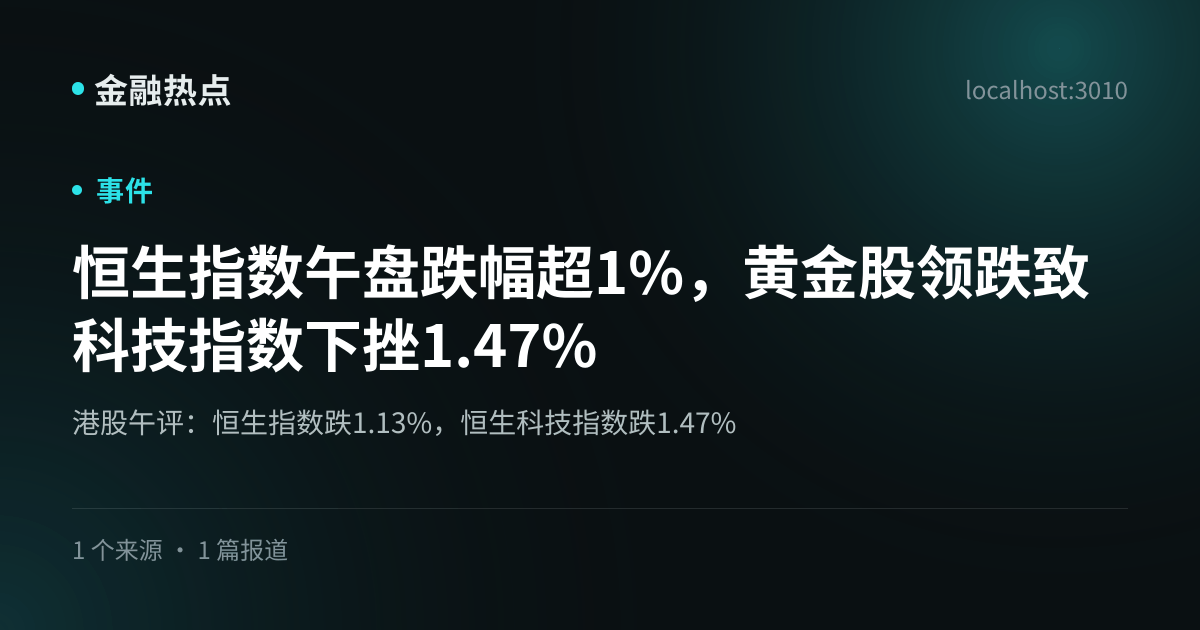 金融热点
localhost:3010
事件
恒生指数午盘跌幅超1%，黄金股领跌致
科技指数下挫1.47%
港股午评：恒生指数跌1.13%，恒生科技指数跌1.47%
1 个来源 · 1 篇报道